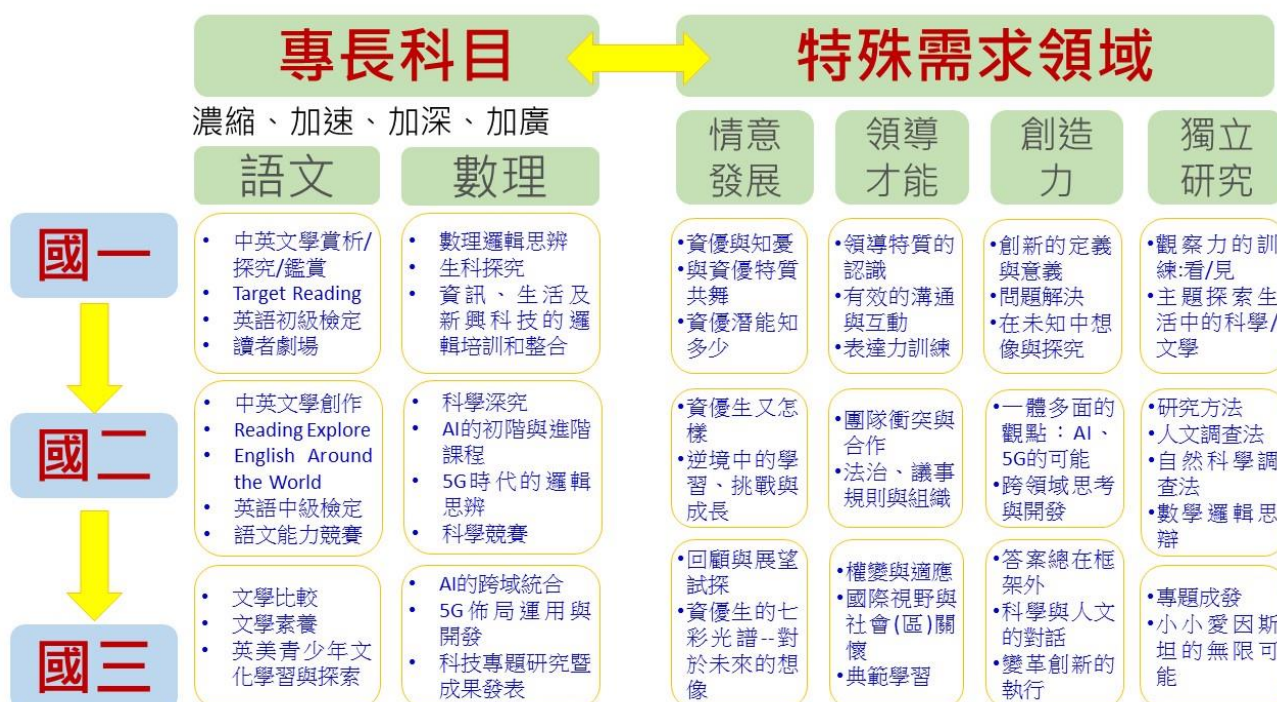 專長科目
特殊需求領域
濃縮、加速、加深、加廣
語文
數理
情意
發展
領導
才能
創造
力
獨立
研究
國一
• 中英文學賞析/
探究/鑑賞
• Target Reading
• 英語初級檢定
• 讀者劇場
• 數理邏輯思辨
• 生科探究
• 資訊、生活及
新興科技的邏
輯培訓和整合
•資優與知憂
•與資優特質
共舞
•資優潛能知
多少
•領導特質的
認識
•有效的溝通
與互動
•表達力訓練
•創新的定義
與意義
•問題解決
•在未知中想
像與探究
•觀察力的訓
練:看/見
•主題探索生
活中的科學/
文學
國二
• 中英文學創作
• Reading Explore
• English Around
the World
• 英語中級檢定
• 語文能力競賽
• 科學深究
• AI的初階與進階
課程
• 5G時代的邏輯
思辨
• 科學競賽
•資優生又怎
樣
•逆境中的學
習、挑戰與
成長
•團隊衝突與
合作
•法治、議事
規則與組織
•一體多面的
觀點：AI、
5G的可能
•跨領域思考
與開發
•研究方法
•人文調查法
•自然科學調
查法
•數學邏輯思
辯
國三
• 文學比較
• 文學素養
• 英美青少年文
化學習與探索
• AI的跨域統合
• 5G佈局運用與
開發
• 科技專題研究暨
成果發表
•回顧與展望
試探
•資優生的七
彩光譜--對
於未來的想
像
•權變與適應
•國際視野與
社會(區)關
懷
•典範學習
•答案總在框
架外
•科學與人文
的對話
•變革創新的
執行
•專題成發
•小小愛因斯
坦的無限可
能